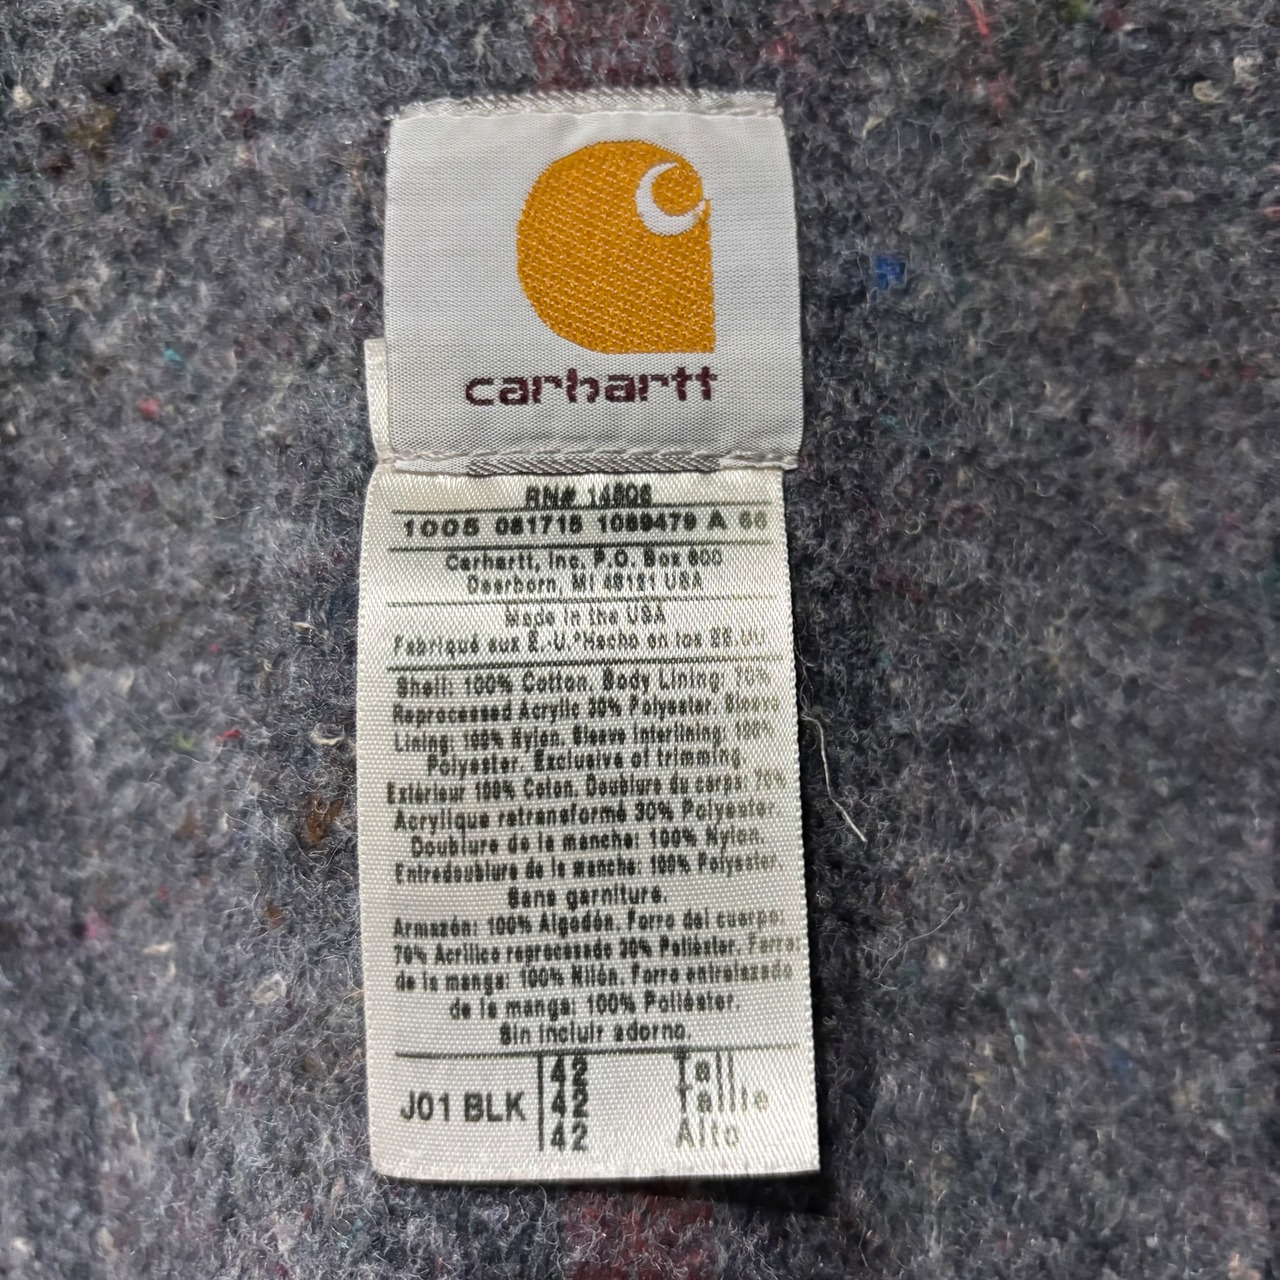 carhartt
RN# 14806
1005 081715 1089479 A 66
Carhartt, Inc. P.O. Box 600
Dearborn, MI 48121 USA
Made in the USA
Fabriqué aux E.-U.*Hecho en los EE.UU
Shell: 100% Cotton, Body Lining: 70%
Reprocessed Acrylic 30% Polyester. Sleeve
Lining: 100% Nylon. Sleeve Interlining: 100%
Polyester. Exclusive of trimming.
Extérieur 100% Coton. Doublure du corps: 70%
Acrylique retransformé 30% Polyester.
Doublure de la manche: 100% Nylon.
Entredoublure de la manche: 100% Polyester.
Sans garniture.
Armazón: 100% Algodón. Forro del cuerpo:
70% Acrílico reprocesado 30% Poliéster. Forro
de la manga: 100% Nilón. Forro entrelazado
de la manga: 100% Poliéster.
Sin incluir adorno.
J01 BLK
42 Tall
42 Taille
42 Alto